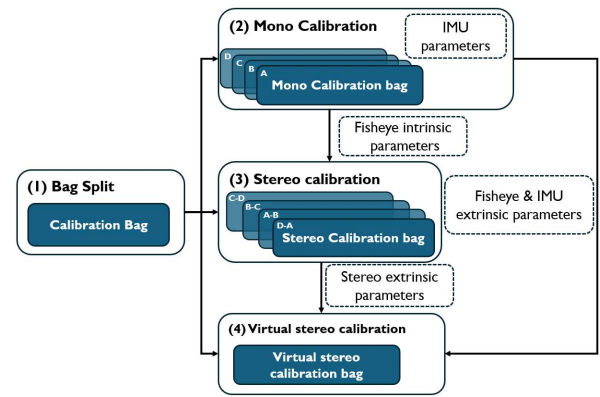 (2) Mono Calibration
IMU
parameters
D
C
B
A
Mono Calibration bag
Fisheye intrinsic
parameters
(1) Bag Split
Calibration Bag
(3) Stereo calibration
C-D
B-C
A-B
D-A
Stereo Calibration bag
Fisheye & IMU
extrinsic parameters
Stereo extrinsic
parameters
(4) Virtual stereo calibration
Virtual stereo
calibration bag